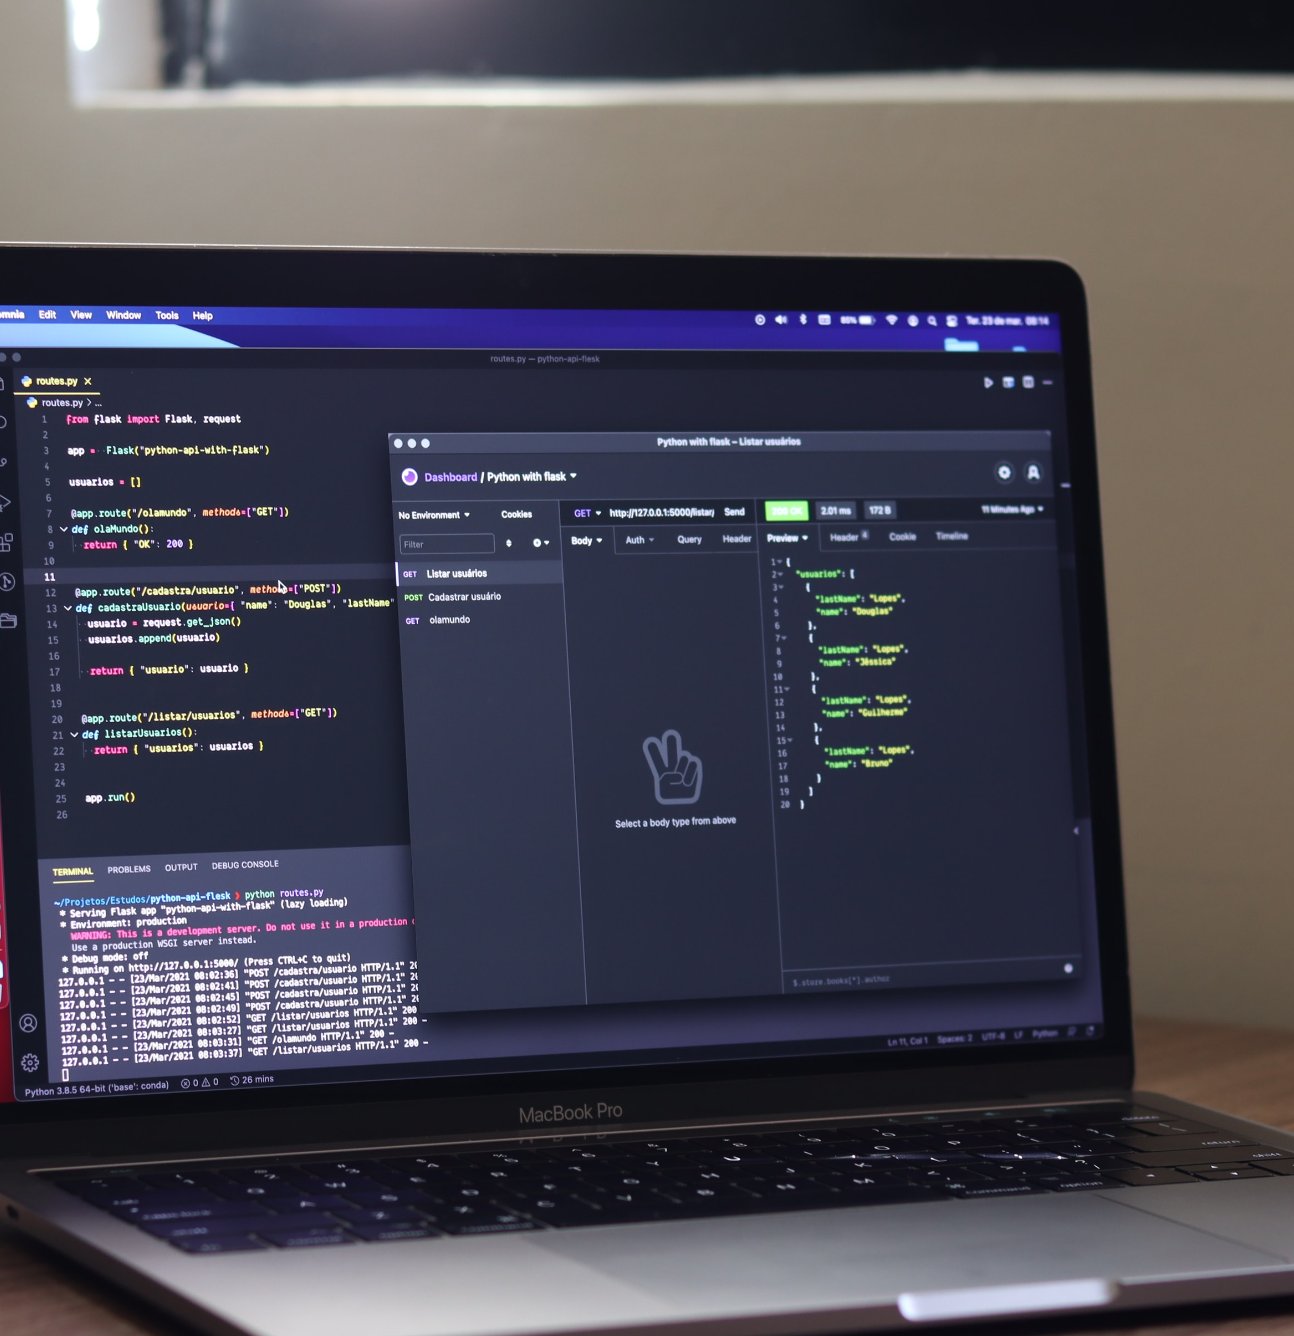 Edit View Window Tools Help
85% Ter. 23 de mar. 08:14
routes.py — python-api-flesk
routes.py ×
routes.py > ...
1 from flask import Flask, request
2
3 app = Flask("python-api-with-flask")
4
5 usuarios = []
6
7 @app.route("/olamundo", methods=["GET"])
8 def olaMundo():
9 return { "OK": 200 }
10
11
12 @app.route("/cadastra/usuario", methods=["POST"])
13 def cadastraUsuario(usuario={ "name": "Douglas", "lastName"
14 usuario = request.get_json()
15 usuarios.append(usuario)
16
17 return { "usuario": usuario }
18
19
20 @app.route("/listar/usuarios", methods=["GET"])
21 def listarUsuarios():
22 return { "usuarios": usuarios }
23
24
25 app.run()
26
TERMINAL PROBLEMS OUTPUT DEBUG CONSOLE
~/Projetos/Estudos/python-api-flesk ❯ python routes.py
* Serving Flask app "python-api-with-flask" (lazy loading)
* Environment: production
WARNING: This is a development server. Do not use it in a production
Use a production WSGI server instead.
* Debug mode: off
* Running on http://127.0.0.1:5000/ (Press CTRL+C to quit)
127.0.0.1 - - [23/Mar/2021 08:02:36] "POST /cadastra/usuario HTTP/1.1" 20
127.0.0.1 - - [23/Mar/2021 08:02:41] "POST /cadastra/usuario HTTP/1.1" 20
127.0.0.1 - - [23/Mar/2021 08:02:45] "POST /cadastra/usuario HTTP/1.1" 20
127.0.0.1 - - [23/Mar/2021 08:02:49] "POST /cadastra/usuario HTTP/1.1" 20
127.0.0.1 - - [23/Mar/2021 08:02:52] "GET /listar/usuarios HTTP/1.1" 200 -
127.0.0.1 - - [23/Mar/2021 08:03:27] "GET /listar/usuarios HTTP/1.1" 200 -
127.0.0.1 - - [23/Mar/2021 08:03:31] "GET /olamundo HTTP/1.1" 200 -
127.0.0.1 - - [23/Mar/2021 08:03:37] "GET /listar/usuarios HTTP/1.1" 200 -
Python 3.8.5 64-bit ('base': conda) 0 0 26 mins
Ln 11, Col 1 Spaces: 2 UTF-8 LF Python
Python with flask – Listar usuários
Dashboard / Python with flask
No Environment Cookies
Filter
GET Listar usuários
POST Cadastrar usuário
GET olamundo
GET http://127.0.0.1:5000/listar/ Send
Body Auth Query Header
Select a body type from above
200 OK 2.01 ms 172 B 11 Minutes Ago
Preview Header 4 Cookie Timeline
1 {
2 "usuarios": [
3 {
4 "lastName": "Lopes",
5 "name": "Douglas"
6 },
7 {
8 "lastName": "Lopes",
9 "name": "Jéssica"
10 },
11 {
12 "lastName": "Lopes",
13 "name": "Guilherme"
14 },
15 {
16 "lastName": "Lopes",
17 "name": "Bruno"
18 }
19 ]
20 }
$.store.books[*].author
MacBook Pro